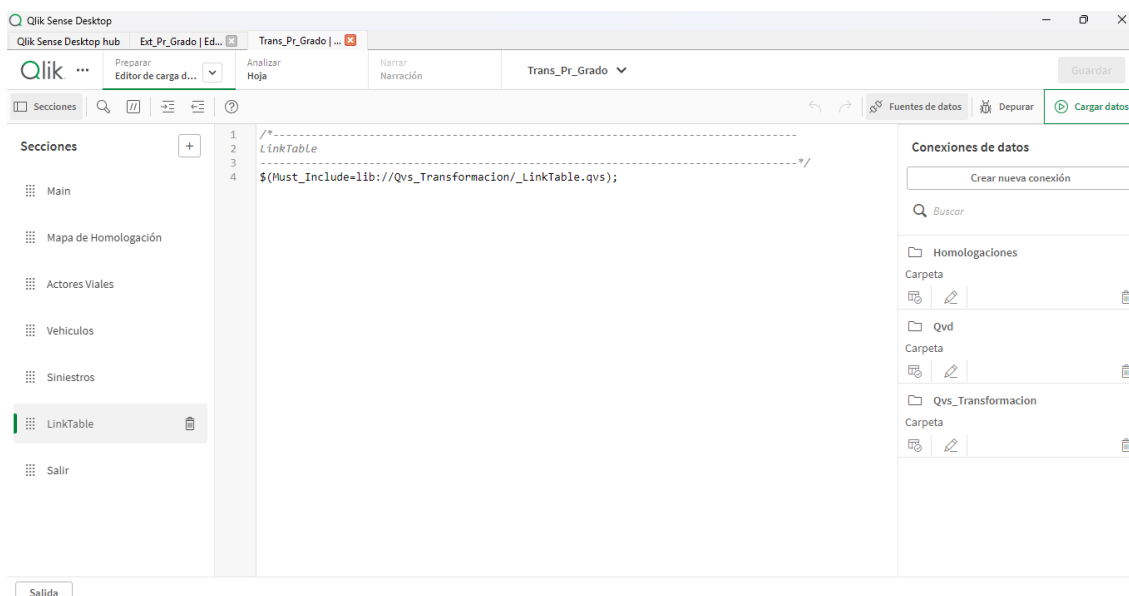 Qlik Sense Desktop
Qlik Sense Desktop hub Ext_Pr_Grado | Ed... Trans_Pr_Grado | ...
Qlik ... Preparar Analizar Narrar
Editor de carga d... Hoja Narración Trans_Pr_Grado Guardar
Secciones // ? Fuentes de datos Depurar Cargar datos
Secciones +
Main
Mapa de Homologación
Actores Viales
Vehiculos
Siniestros
LinkTable
Salir
1 /*-----------------------------------------------------------------------------------
2 LinkTable
3 -------------------------------------------------------------------------------------*/
4 $(Must_Include=lib://Qvs_Transformacion/_LinkTable.qvs);
Conexiones de datos
Crear nueva conexión
Buscar
Homologaciones
Carpeta
Qvd
Carpeta
Qvs_Transformacion
Carpeta
Salida